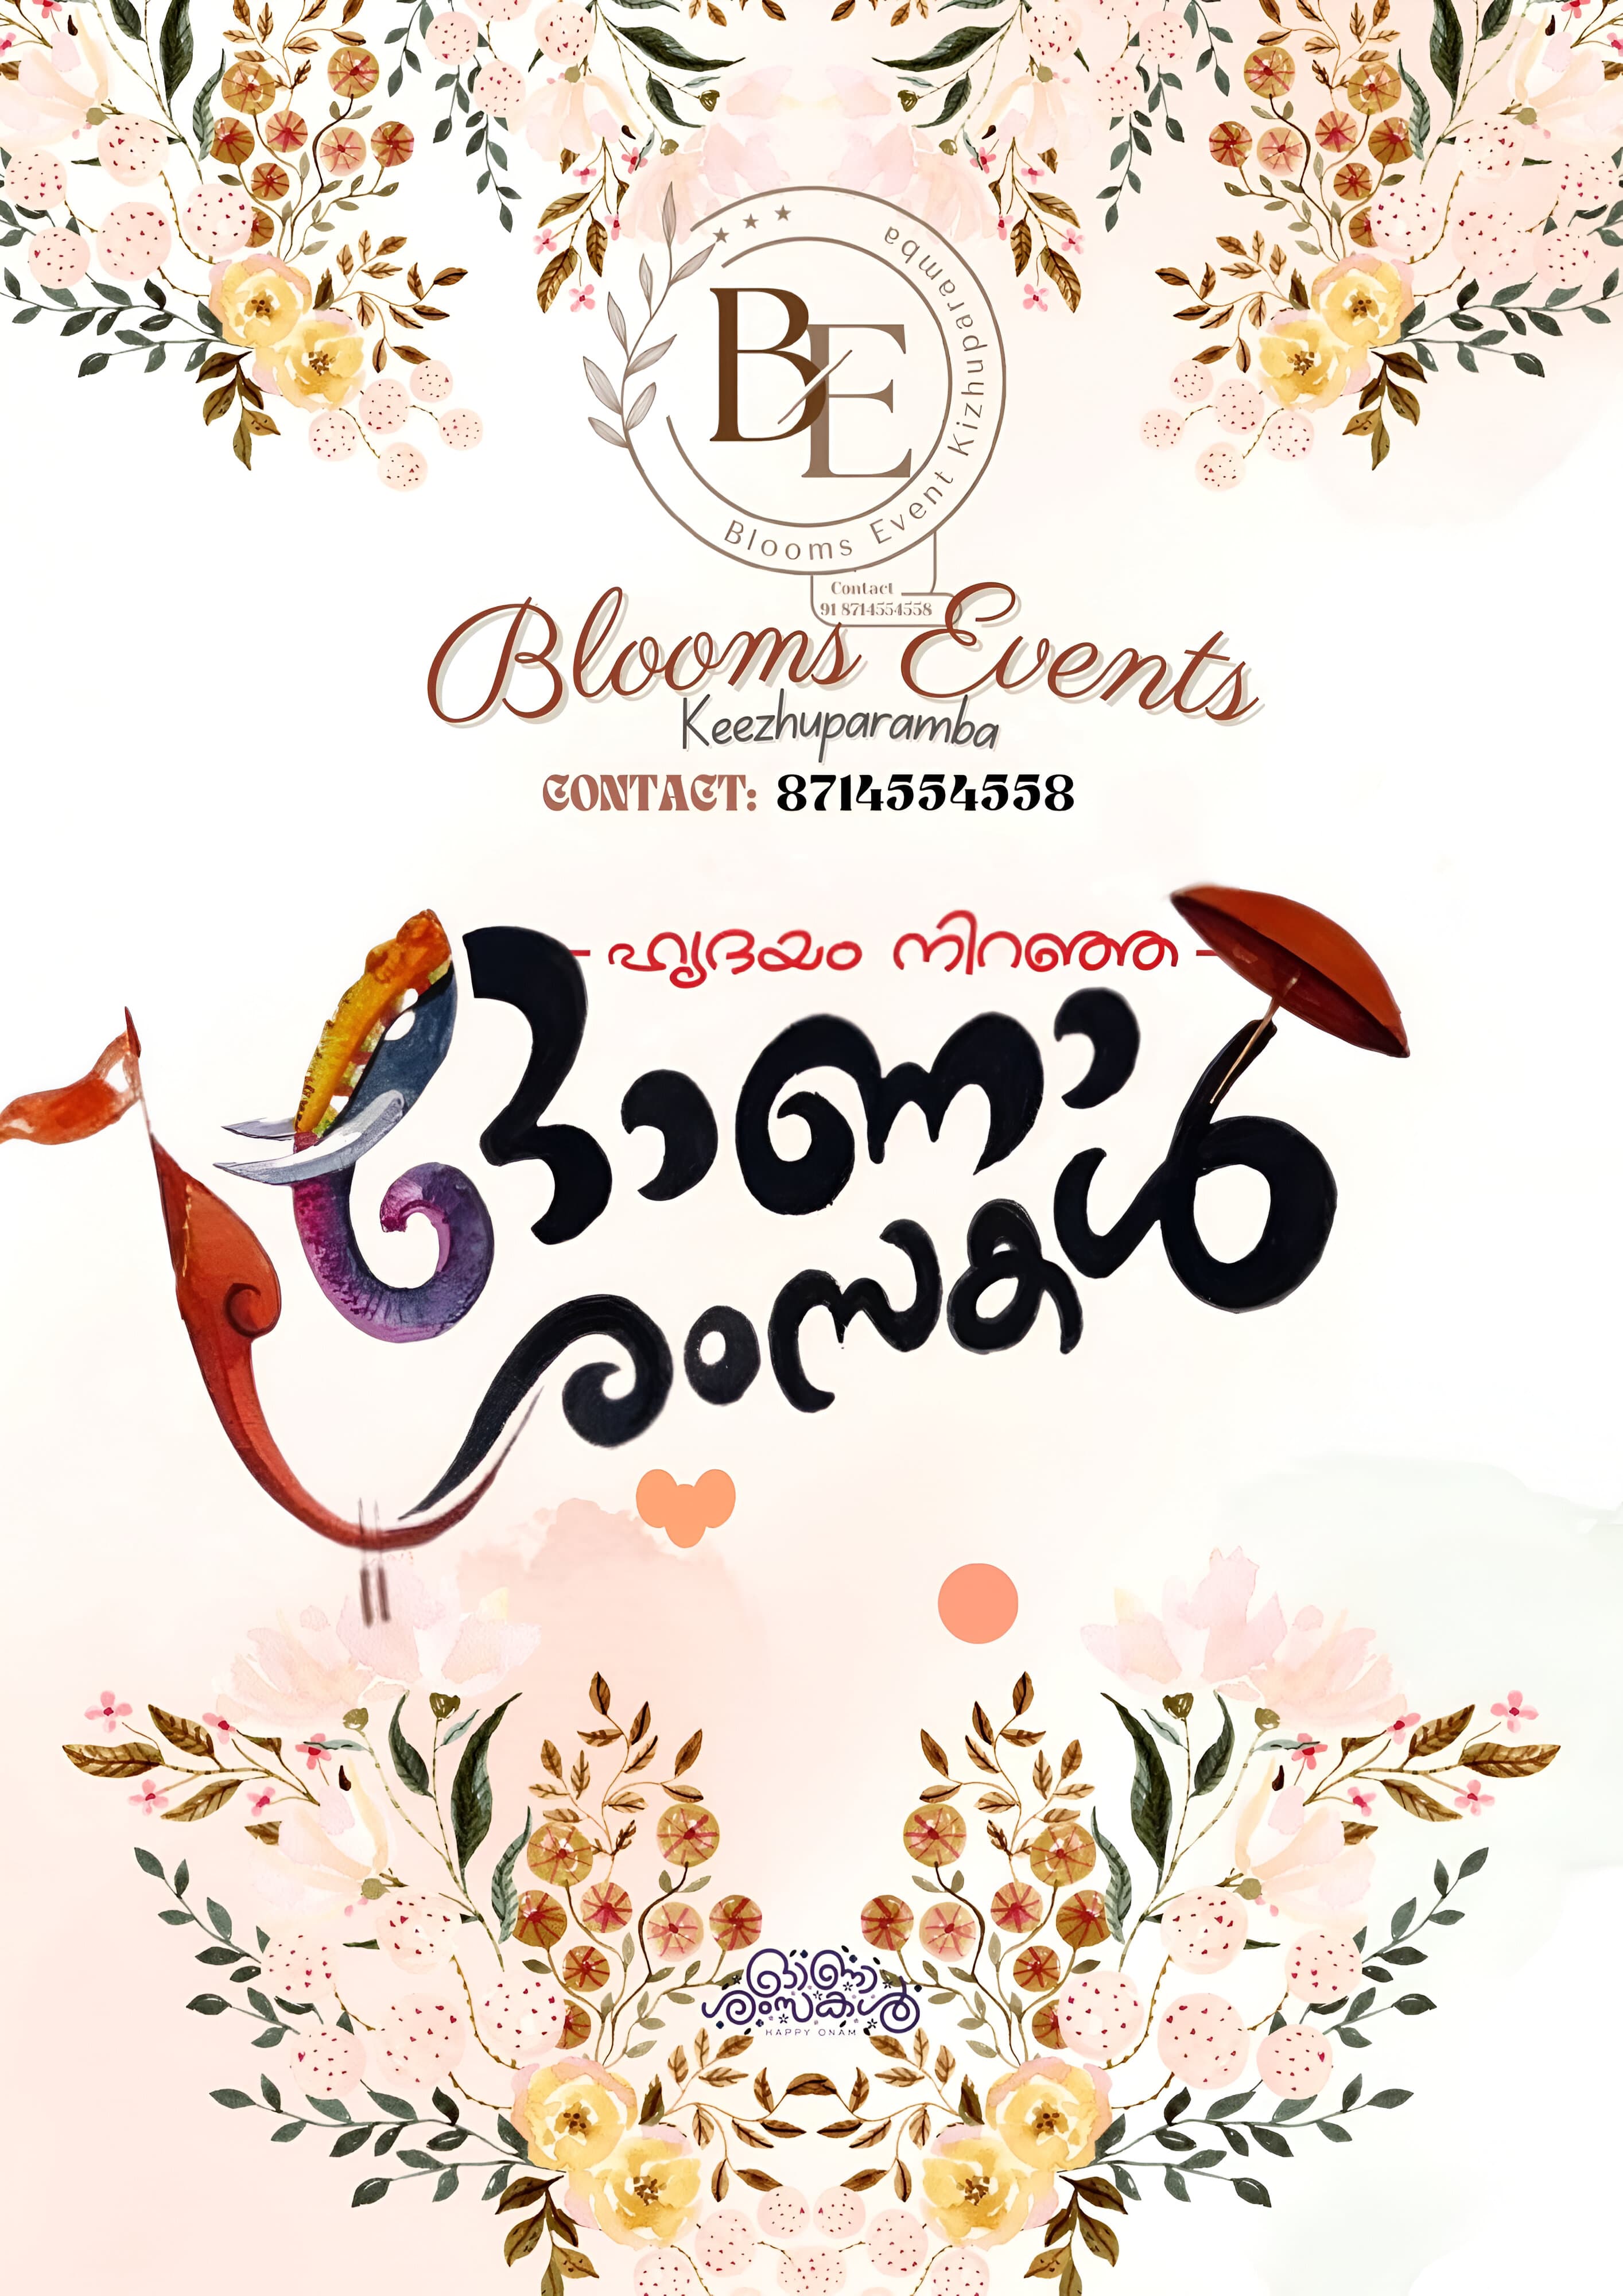 BE
Blooms Event Kizhuparamba
Contact
91 8714554558
Blooms Events
Keezhuparamba
CONTACT: 8714554558
- ഹൃദയം നിറഞ്ഞ -
ഓണാ
ശംസകൾ
ഓണാ
ശംസകൾ
HAPPY ONAM